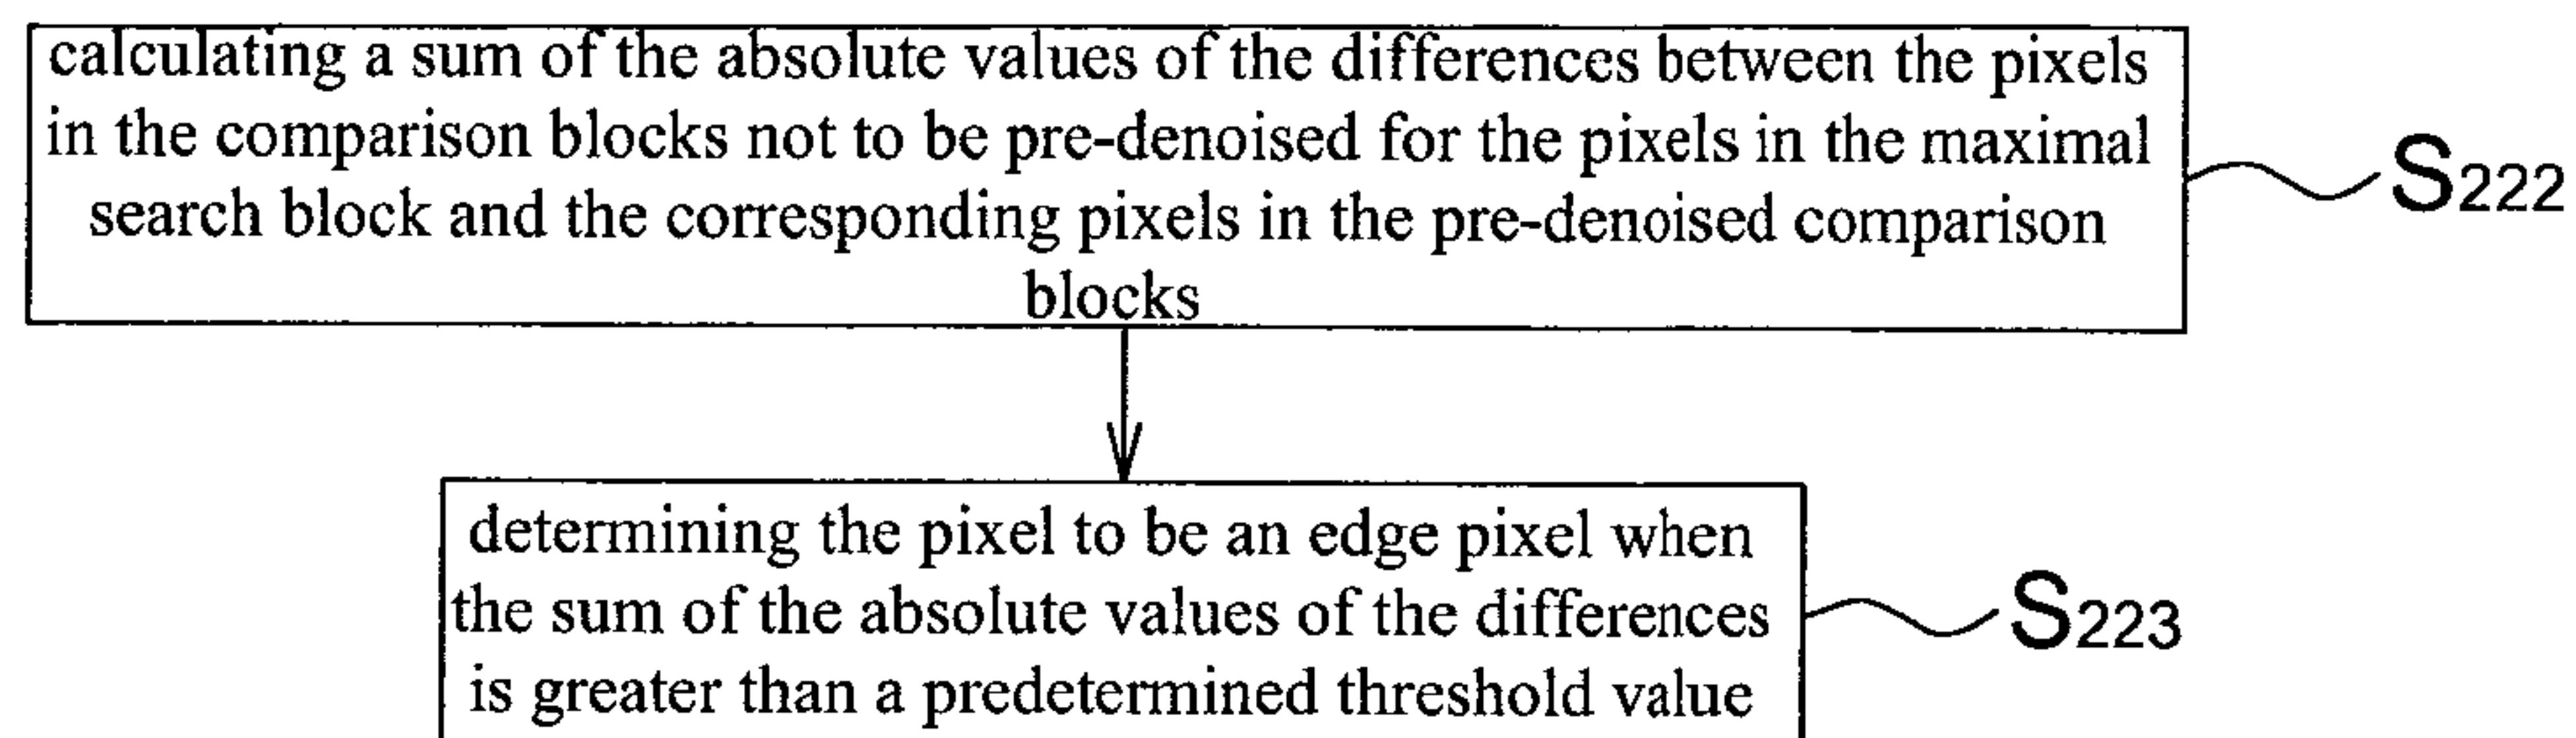 calculating a sum of the absolute values of the differences between the pixels
in the comparison blocks not to be pre-denoised for the pixels in the maximal
search block and the corresponding pixels in the pre-denoised comparison
blocks
S222
determining the pixel to be an edge pixel when
the sum of the absolute values of the differences
is greater than a predetermined threshold value
S223